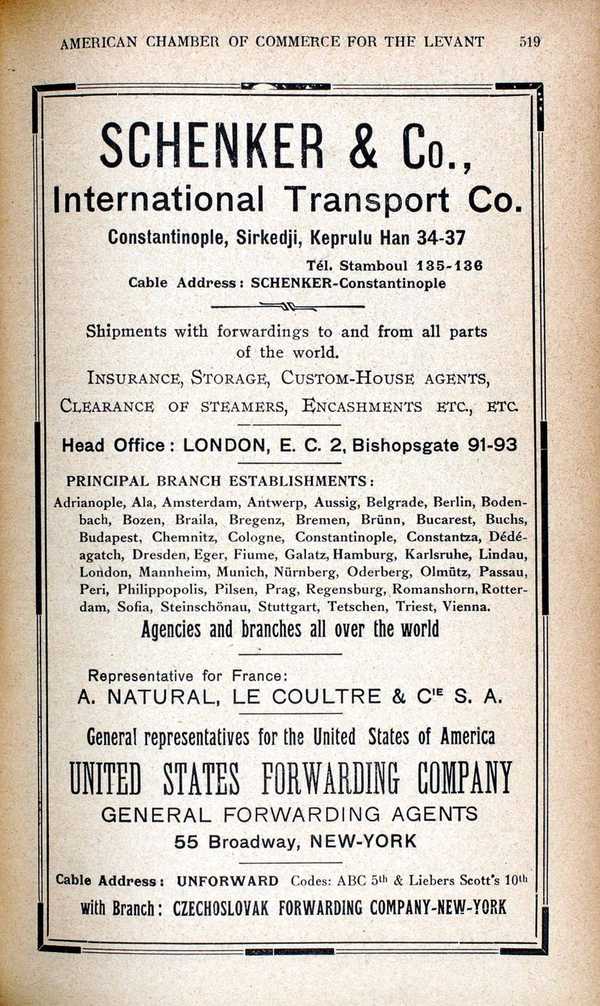 AMERICAN CHAMBER OF COMMERCE FOR THE LEVANT 519
SCHENKER & Co.,
International Transport Co.
Constantinople, Sirkedji, Keprulu Han 34-37
Tél. Stamboul 135-136
Cable Address: SCHENKER-Constantinople
Shipments with forwardings to and from all parts
of the world.
INSURANCE, STORAGE, CUSTOM-HOUSE AGENTS,
CLEARANCE OF STEAMERS, ENCASHMENTS ETC., ETC.
Head Office: LONDON, E. C. 2, Bishopsgate 91-93
PRINCIPAL BRANCH ESTABLISHMENTS:
Adrianople, Ala, Amsterdam, Antwerp, Aussig, Belgrade, Berlin, Boden-
bach, Bozen, Braila, Bregenz, Bremen, Brünn, Bucarest, Buchs,
Budapest, Chemnitz, Cologne, Constantinople, Constantza, Dédé-
agatch, Dresden, Eger, Fiume, Galatz, Hamburg, Karlsruhe, Lindau,
London, Mannheim, Munich, Nürnberg, Oderberg, Olmütz, Passau,
Peri, Philippopolis, Pilsen, Prag, Regensburg, Romanshorn, Rotter-
dam, Sofia, Steinschönau, Stuttgart, Tetschen, Triest, Vienna.
Agencies and branches all over the world
Representative for France:
A. NATURAL, LE COULTRE & CIE S. A.
General representatives for the United States of America
UNITED STATES FORWARDING COMPANY
GENERAL FORWARDING AGENTS
55 Broadway, NEW-YORK
Cable Address: UNFORWARD Codes: ABC 5th & Liebers Scott's 10th
with Branch: CZECHOSLOVAK FORWARDING COMPANY-NEW-YORK